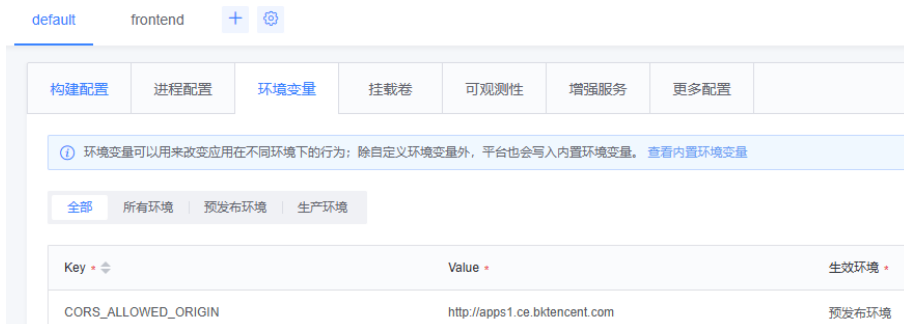 default frontend
构建配置 进程配置 环境变量 挂载卷 可观测性 增强服务 更多配置
环境变量可以用来改变应用在不同环境下的行为；除自定义环境变量外，平台也会写入内置环境变量。 查看内置环境变量
全部 所有环境 预发布环境 生产环境
Key * Value * 生效环境 *
CORS_ALLOWED_ORIGIN http://apps1.ce.bktencent.com 预发布环境